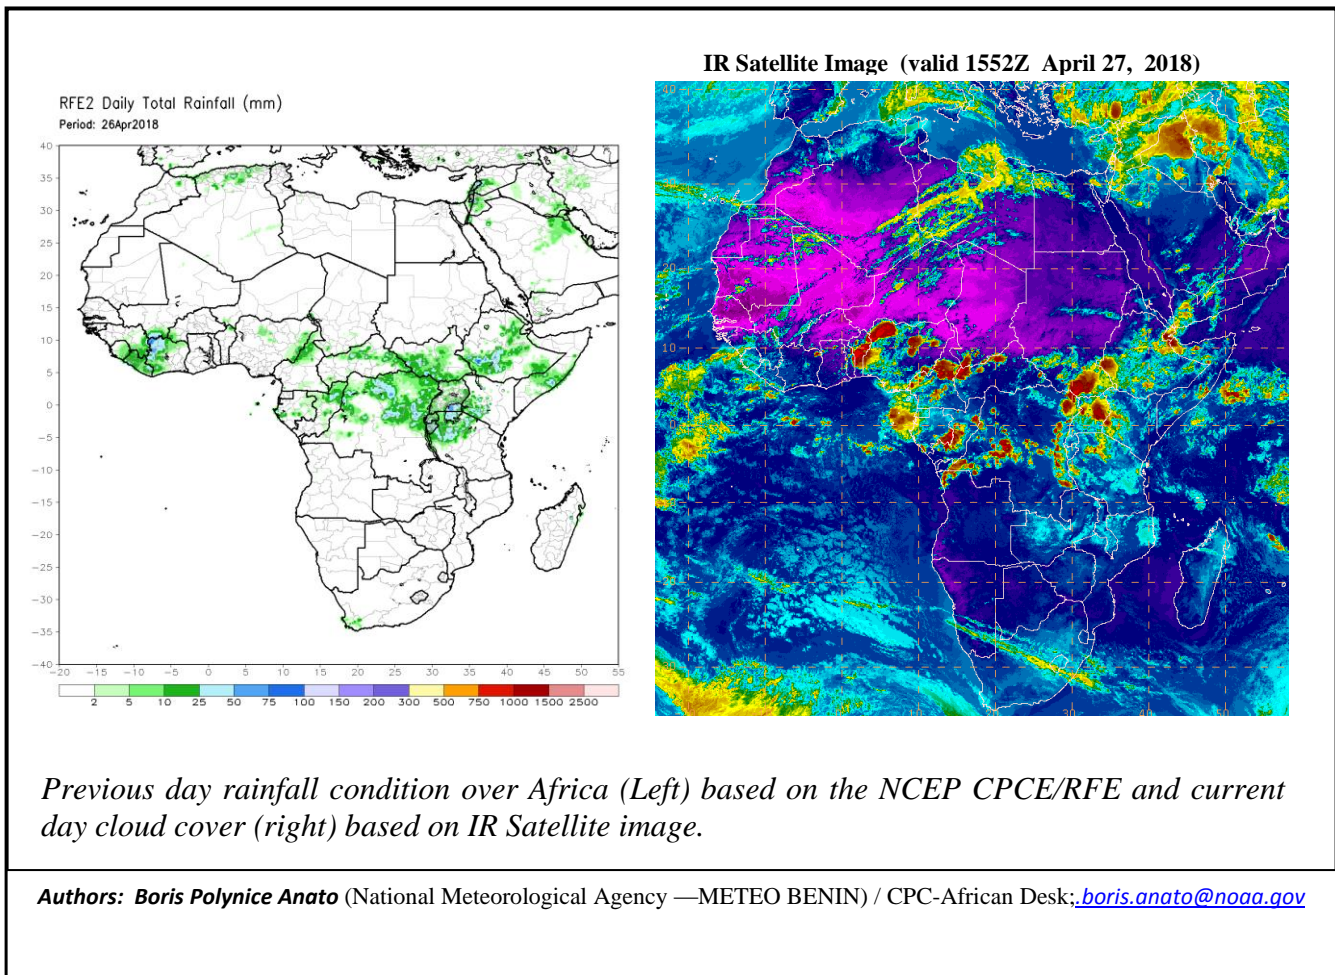 IR Satellite Image (valid 1552Z April 27, 2018)
RFE2 Daily Total Rainfall (mm)
Period: 26Apr2018
40
35
30
25
20
15
10
5
0
−5
−10
−15
−20
−25
−30
−35
−40
−20 −15 −10 −5 0 5 10 15 20 25 30 35 40 45 50 55
2 5 10 25 50 75 100 150 200 300 500 750 1000 1500 2500
Previous day rainfall condition over Africa (Left) based on the NCEP CPCE/RFE and current
day cloud cover (right) based on IR Satellite image.
Authors: Boris Polynice Anato (National Meteorological Agency —METEO BENIN) / CPC-African Desk;.boris.anato@noaa.gov